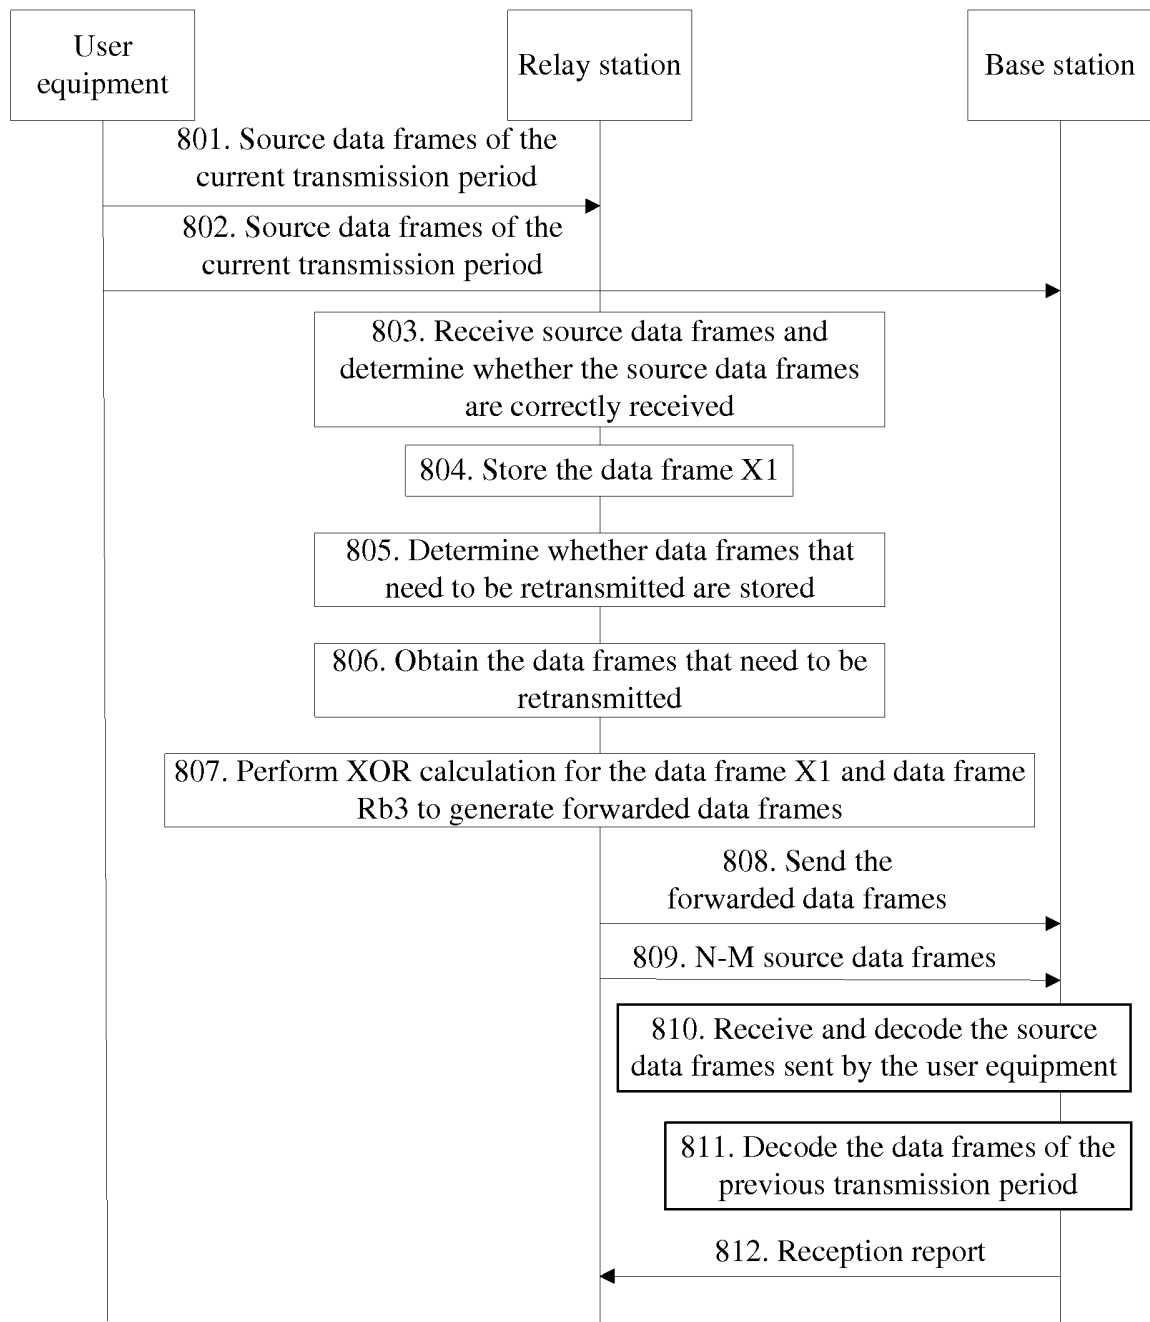 User
equipment
Relay station
Base station
801. Source data frames of the
current transmission period
802. Source data frames of the
current transmission period
803. Receive source data frames and
determine whether the source data frames
are correctly received
804. Store the data frame X1
805. Determine whether data frames that
need to be retransmitted are stored
806. Obtain the data frames that need to be
retransmitted
807. Perform XOR calculation for the data frame X1 and data frame
Rb3 to generate forwarded data frames
808. Send the
forwarded data frames
809. N-M source data frames
810. Receive and decode the source
data frames sent by the user equipment
811. Decode the data frames of the
previous transmission period
812. Reception report